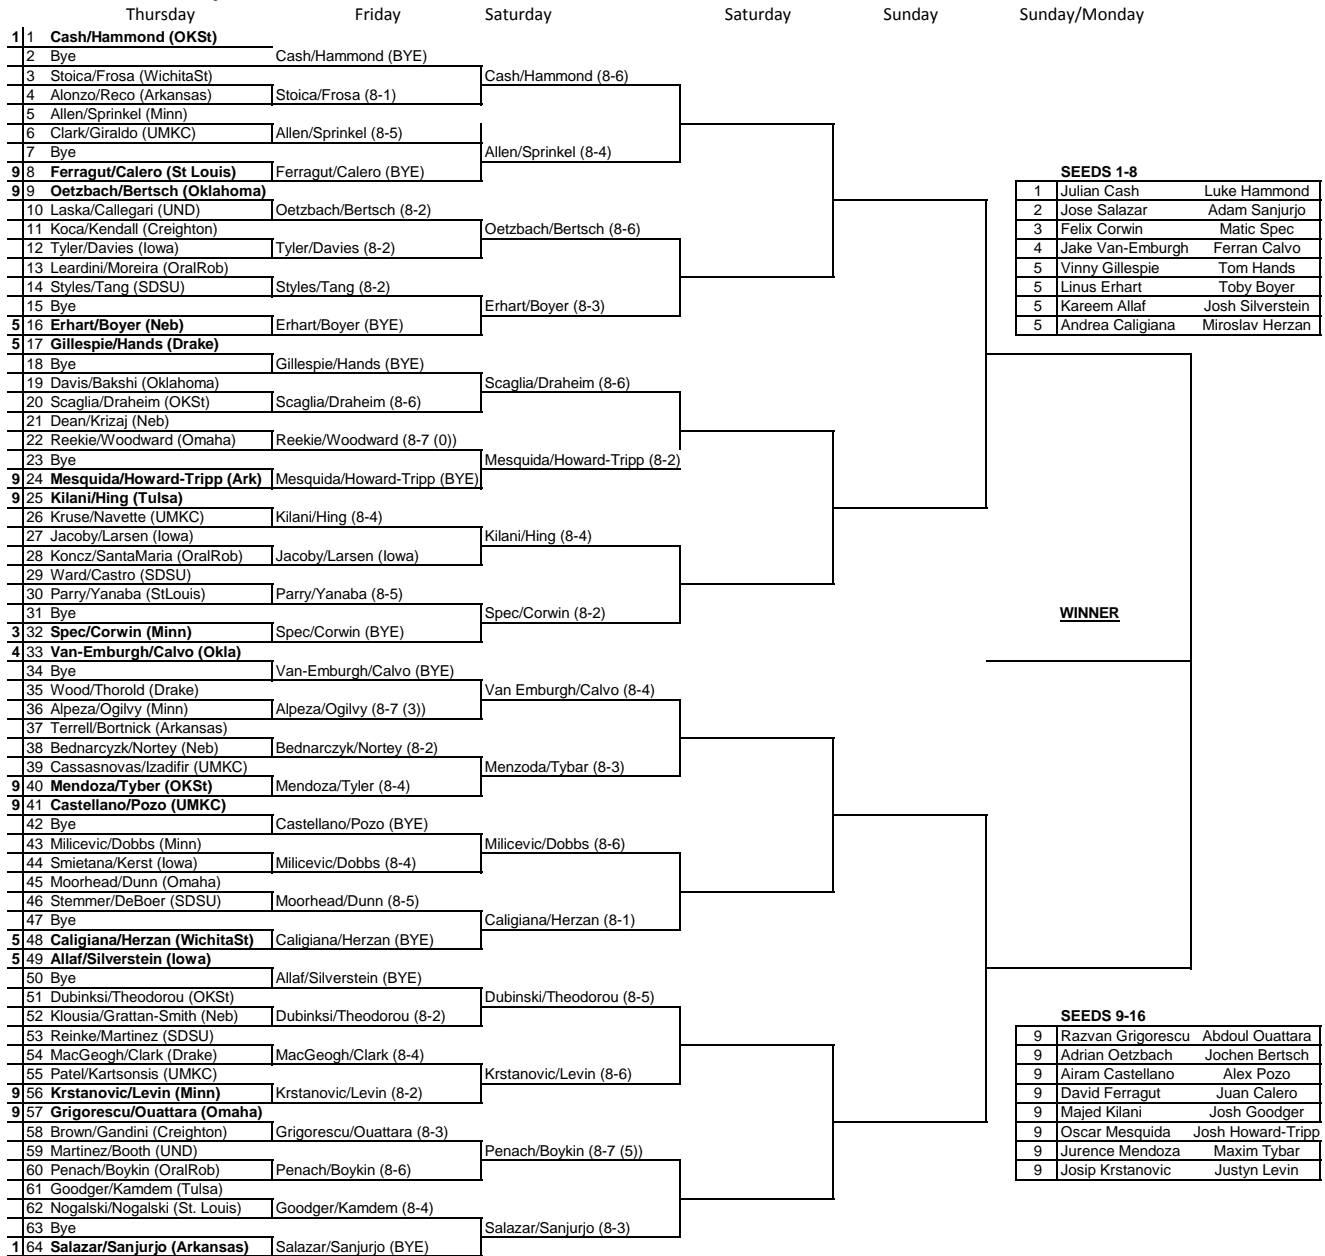 Thursday Friday Saturday Saturday Sunday Sunday/Monday
1 1 Cash/Hammond (OKSt)
2 Bye Cash/Hammond (BYE)
3 Stoica/Frosa (WichitaSt) Cash/Hammond (8-6)
4 Alonzo/Reco (Arkansas) Stoica/Frosa (8-1)
5 Allen/Sprinkel (Minn)
6 Clark/Giraldo (UMKC) Allen/Sprinkel (8-5)
7 Bye Allen/Sprinkel (8-4)
9 8 Ferragut/Calero (St Louis) Ferragut/Calero (BYE) SEEDS 1-8
9 9 Oetzbach/Bertsch (Oklahoma) 1 Julian Cash Luke Hammond
10 Laska/Callegari (UND) Oetzbach/Bertsch (8-2) 2 Jose Salazar Adam Sanjurjo
11 Koca/Kendall (Creighton) Oetzbach/Bertsch (8-6) 3 Felix Corwin Matic Spec
12 Tyler/Davies (Iowa) Tyler/Davies (8-2) 4 Jake Van-Emburgh Ferran Calvo
13 Leardini/Moreira (OralRob) 5 Vinny Gillespie Tom Hands
14 Styles/Tang (SDSU) Styles/Tang (8-2) 5 Linus Erhart Toby Boyer
15 Bye Erhart/Boyer (8-3) 5 Kareem Allaf Josh Silverstein
5 16 Erhart/Boyer (Neb) Erhart/Boyer (BYE) 5 Andrea Caligiana Miroslav Herzan
5 17 Gillespie/Hands (Drake)
18 Bye Gillespie/Hands (BYE)
19 Davis/Bakshi (Oklahoma) Scaglia/Draheim (8-6)
20 Scaglia/Draheim (OKSt) Scaglia/Draheim (8-6)
21 Dean/Krizaj (Neb)
22 Reekie/Woodward (Omaha) Reekie/Woodward (8-7 (0))
23 Bye Mesquida/Howard-Tripp (8-2)
9 24 Mesquida/Howard-Tripp (Ark) Mesquida/Howard-Tripp (BYE)
9 25 Kilani/Hing (Tulsa)
26 Kruse/Navette (UMKC) Kilani/Hing (8-4)
27 Jacoby/Larsen (Iowa) Kilani/Hing (8-4)
28 Koncz/SantaMaria (OralRob) Jacoby/Larsen (Iowa)
29 Ward/Castro (SDSU)
30 Parry/Yanaba (StLouis) Parry/Yanaba (8-5)
31 Bye Spec/Corwin (8-2) WINNER
3 32 Spec/Corwin (Minn) Spec/Corwin (BYE)
4 33 Van-Emburgh/Calvo (Okla)
34 Bye Van-Emburgh/Calvo (BYE)
35 Wood/Thorold (Drake) Van Emburgh/Calvo (8-4)
36 Alpeza/Ogilvy (Minn) Alpeza/Ogilvy (8-7 (3))
37 Terrell/Bortnick (Arkansas)
38 Bednarcyzk/Nortey (Neb) Bednarczyk/Nortey (8-2)
39 Cassasnovas/Izadifir (UMKC) Menzoda/Tybar (8-3)
9 40 Mendoza/Tyber (OKSt) Mendoza/Tyler (8-4)
9 41 Castellano/Pozo (UMKC)
42 Bye Castellano/Pozo (BYE)
43 Milicevic/Dobbs (Minn) Milicevic/Dobbs (8-6)
44 Smietana/Kerst (Iowa) Milicevic/Dobbs (8-4)
45 Moorhead/Dunn (Omaha)
46 Stemmer/DeBoer (SDSU) Moorhead/Dunn (8-5)
47 Bye Caligiana/Herzan (8-1)
5 48 Caligiana/Herzan (WichitaSt) Caligiana/Herzan (BYE)
5 49 Allaf/Silverstein (Iowa)
50 Bye Allaf/Silverstein (BYE)
51 Dubinksi/Theodorou (OKSt) Dubinski/Theodorou (8-5)
52 Klousia/Grattan-Smith (Neb) Dubinksi/Theodorou (8-2) SEEDS 9-16
53 Reinke/Martinez (SDSU) 9 Razvan Grigorescu Abdoul Ouattara
54 MacGeogh/Clark (Drake) MacGeogh/Clark (8-4) 9 Adrian Oetzbach Jochen Bertsch
55 Patel/Kartsonsis (UMKC) Krstanovic/Levin (8-6) 9 Airam Castellano Alex Pozo
9 56 Krstanovic/Levin (Minn) Krstanovic/Levin (8-2) 9 David Ferragut Juan Calero
9 57 Grigorescu/Ouattara (Omaha) 9 Majed Kilani Josh Goodger
58 Brown/Gandini (Creighton) Grigorescu/Ouattara (8-3) 9 Oscar Mesquida Josh Howard-Tripp
59 Martinez/Booth (UND) Penach/Boykin (8-7 (5)) 9 Jurence Mendoza Maxim Tybar
60 Penach/Boykin (OralRob) Penach/Boykin (8-6) 9 Josip Krstanovic Justyn Levin
61 Goodger/Kamdem (Tulsa)
62 Nogalski/Nogalski (St. Louis) Goodger/Kamdem (8-4)
63 Bye Salazar/Sanjurjo (8-3)
1 64 Salazar/Sanjurjo (Arkansas) Salazar/Sanjurjo (BYE)